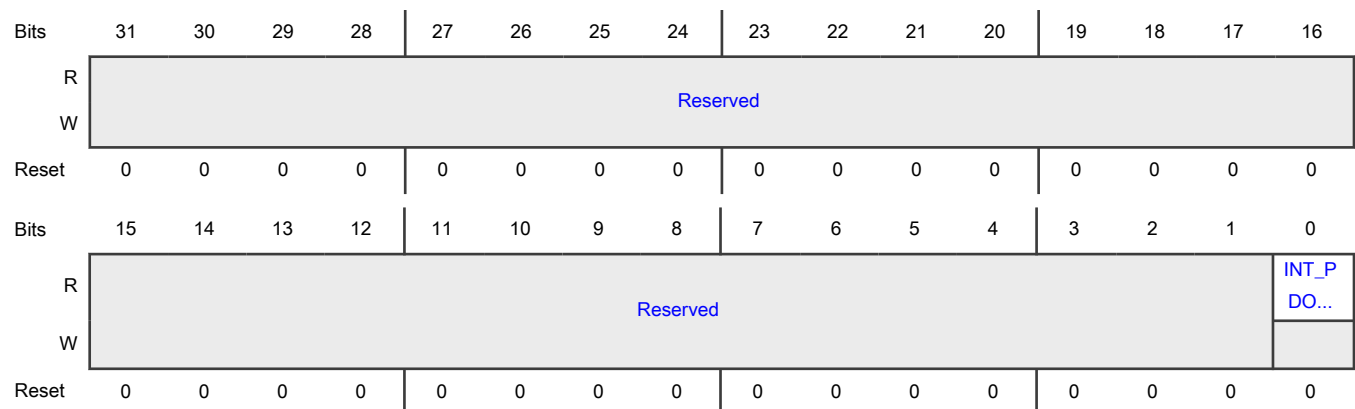 Bits 31 30 29 28 27 26 25 24 23 22 21 20 19 18 17 16
R
Reserved
W
Reset 0 0 0 0 0 0 0 0 0 0 0 0 0 0 0 0
Bits 15 14 13 12 11 10 9 8 7 6 5 4 3 2 1 0
R INT_P
DO...
Reserved
W
Reset 0 0 0 0 0 0 0 0 0 0 0 0 0 0 0 0